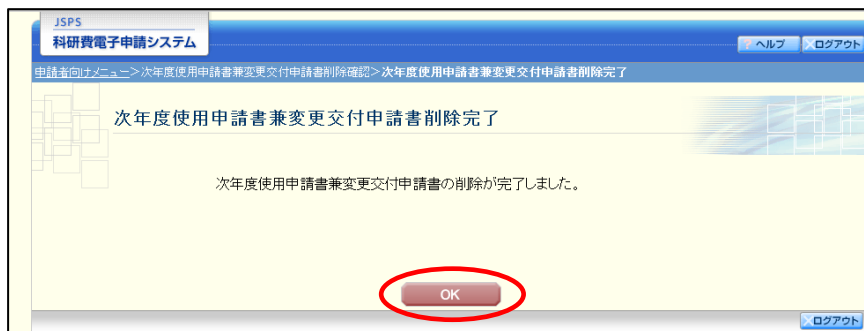 JSPS
科研費電子申請システム
? ヘルプ
×ログアウト
申請者向けメニュー>次年度使用申請書兼変更交付申請書削除確認>次年度使用申請書兼変更交付申請書削除完了
次年度使用申請書兼変更交付申請書削除完了
次年度使用申請書兼変更交付申請書の削除が完了しました。
OK
×ログアウト